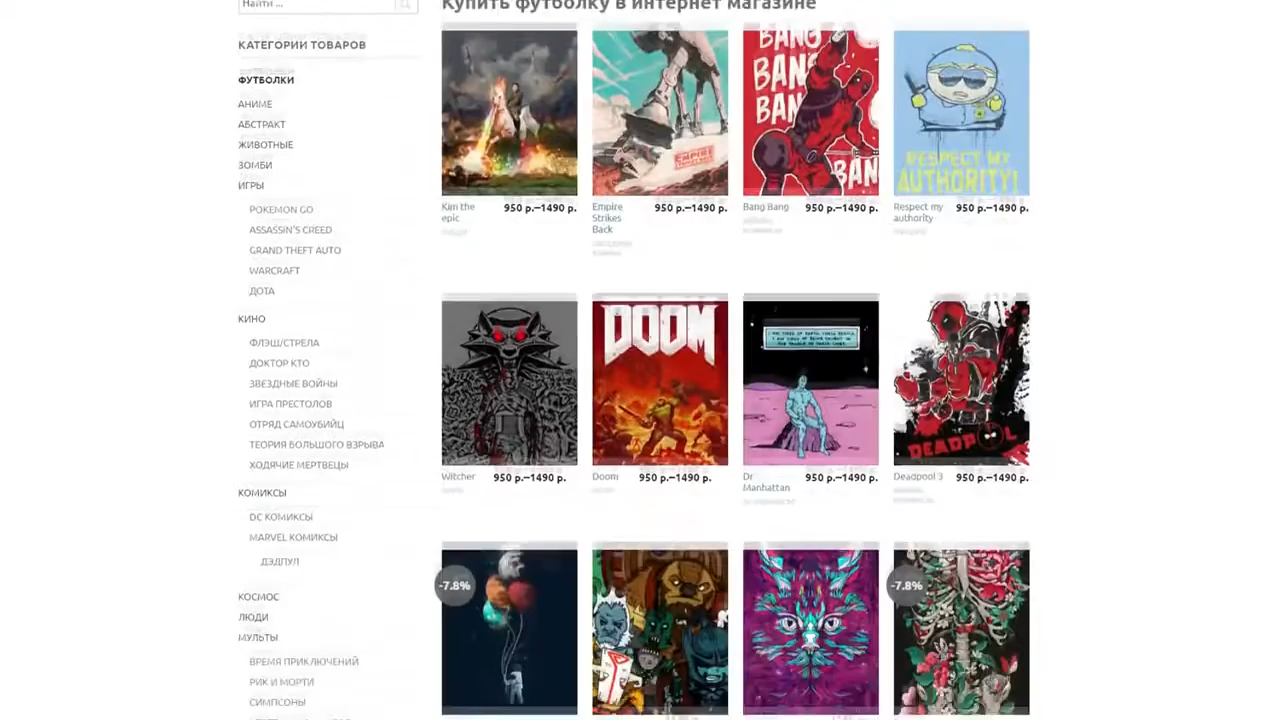 Найти ...
Купить футболку в интернет магазине
КАТЕГОРИИ ТОВАРОВ
ФУТБОЛКИ
АНИМЕ
АБСТРАКТ
ЖИВОТНЫЕ
ЗОМБИ
ИГРЫ
POKEMON GO
ASSASSIN'S CREED
GRAND THEFT AUTO
WARCRAFT
ДОТА
КИНО
ФЛЭШ/СТРЕЛА
ДОКТОР КТО
ЗВЕЗДНЫЕ ВОЙНЫ
ИГРА ПРЕСТОЛОВ
ОТРЯД САМОУБИЙЦ
ТЕОРИЯ БОЛЬШОГО ВЗРЫВА
ХОДЯЧИЕ МЕРТВЕЦЫ
КОМИКСЫ
DC КОМИКСЫ
MARVEL КОМИКСЫ
ДЭДПУЛ
КОСМОС
ЛЮДИ
МУЛЬТЫ
ВРЕМЯ ПРИКЛЮЧЕНИЙ
РИК И МОРТИ
СИМПСОНЫ
EMPIRE
BANG
BANG
BANG
BANG
RESPECT MY
AUTHORITY!
Kim the
epic
950 р.–1490 р.
Empire
Strikes
Back
950 р.–1490 р.
Bang Bang
950 р.–1490 р.
Respect my
authority
950 р.–1490 р.
DOOM
DEADPOOL
Witcher
950 р.–1490 р.
Doom
950 р.–1490 р.
Dr
Manhattan
950 р.–1490 р.
Deadpool 3
950 р.–1490 р.
-7.8%
-7.8%